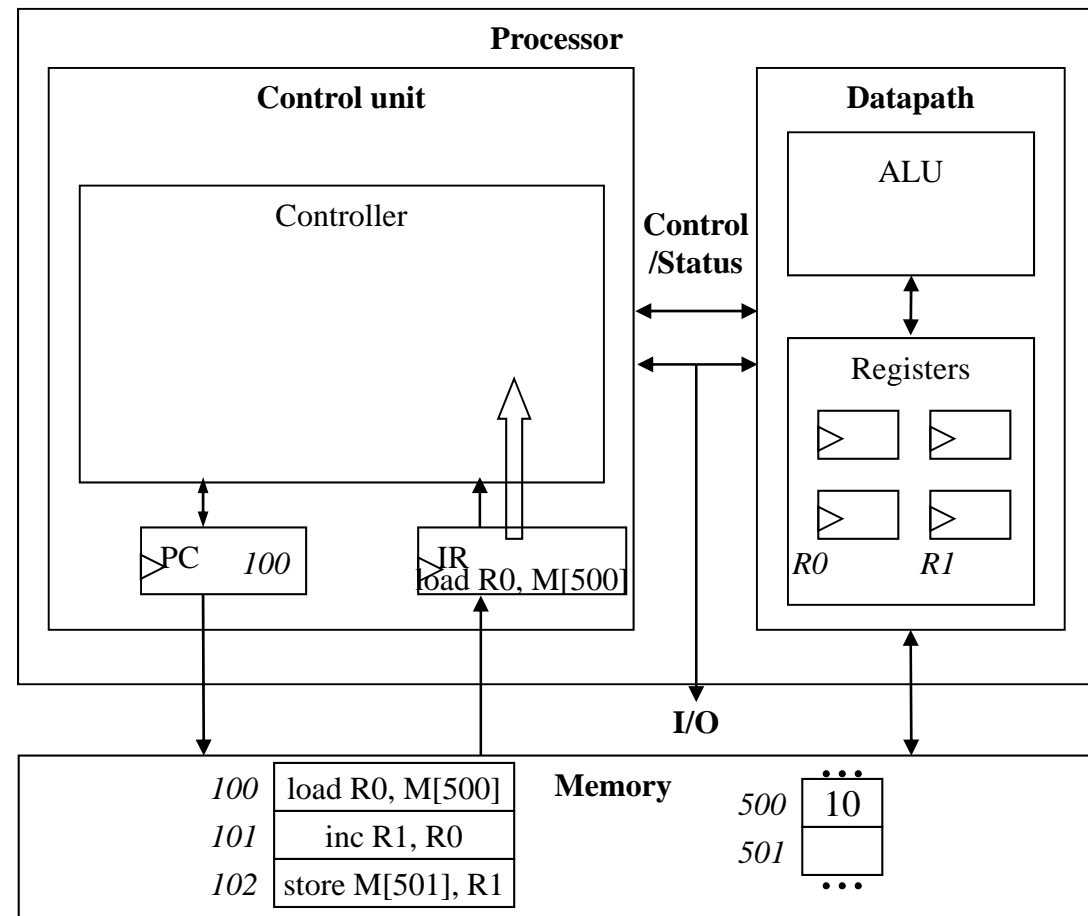 Processor
Control unit
Controller
PC
100
IR
load R0, M[500]
Control
/Status
Datapath
ALU
Registers
R0
R1
I/O
Memory
100 load R0, M[500]
101 inc R1, R0
102 store M[501], R1
...
500 10
501
...